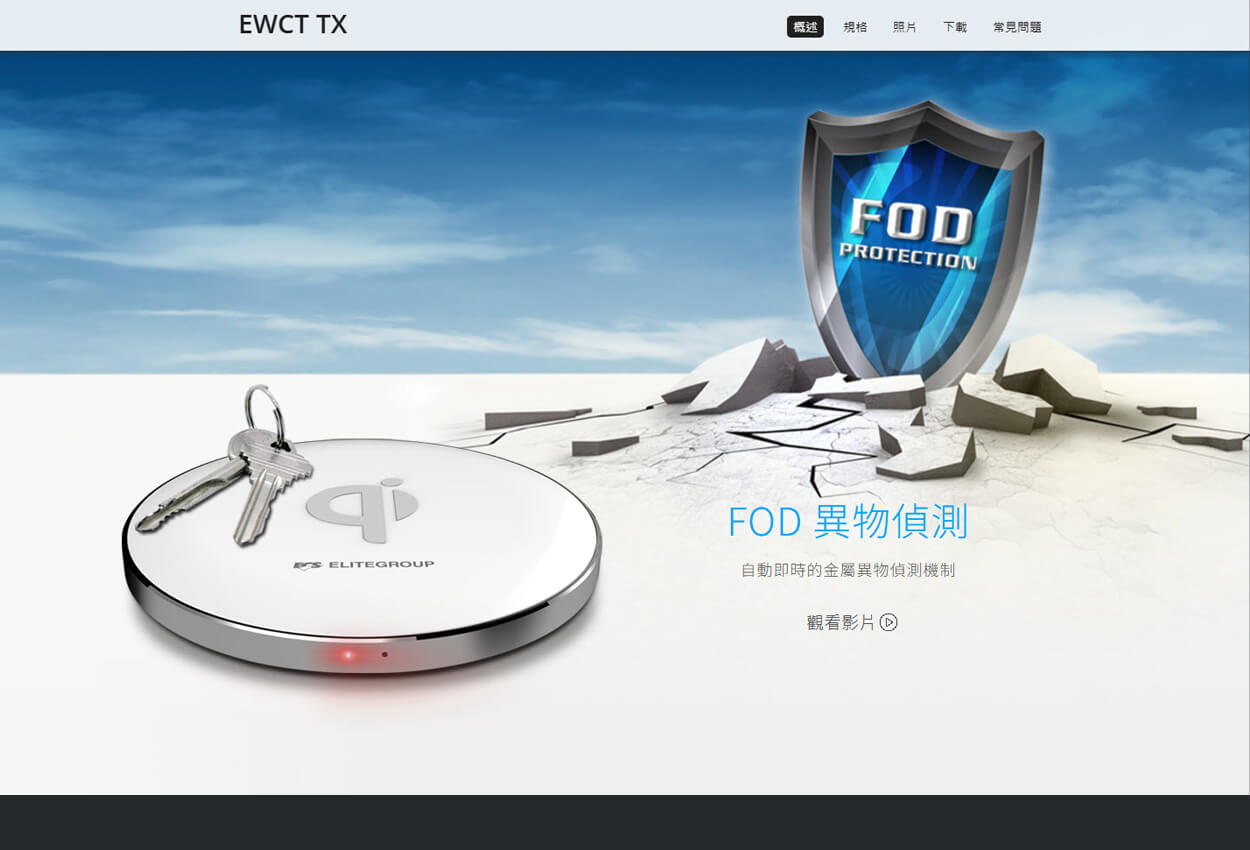 EWCT TX
概述 規格 照片 下載 常見問題
FOD
PROTECTION
qi
ECS ELITEGROUP
FOD 異物偵測
自動即時的金屬異物偵測機制
觀看影片